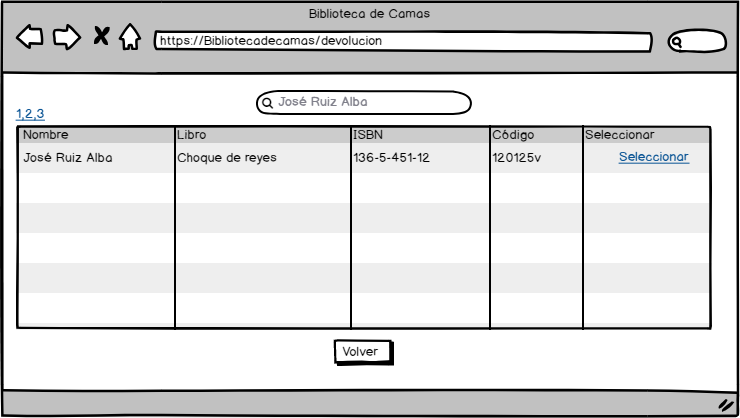 Biblioteca de Camas
https://Bibliotecadecamas/devolucion
José Ruiz Alba
1,2,3
Nombre Libro ISBN Código Seleccionar
José Ruiz Alba Choque de reyes 136-5-451-12 120125v Seleccionar
Volver